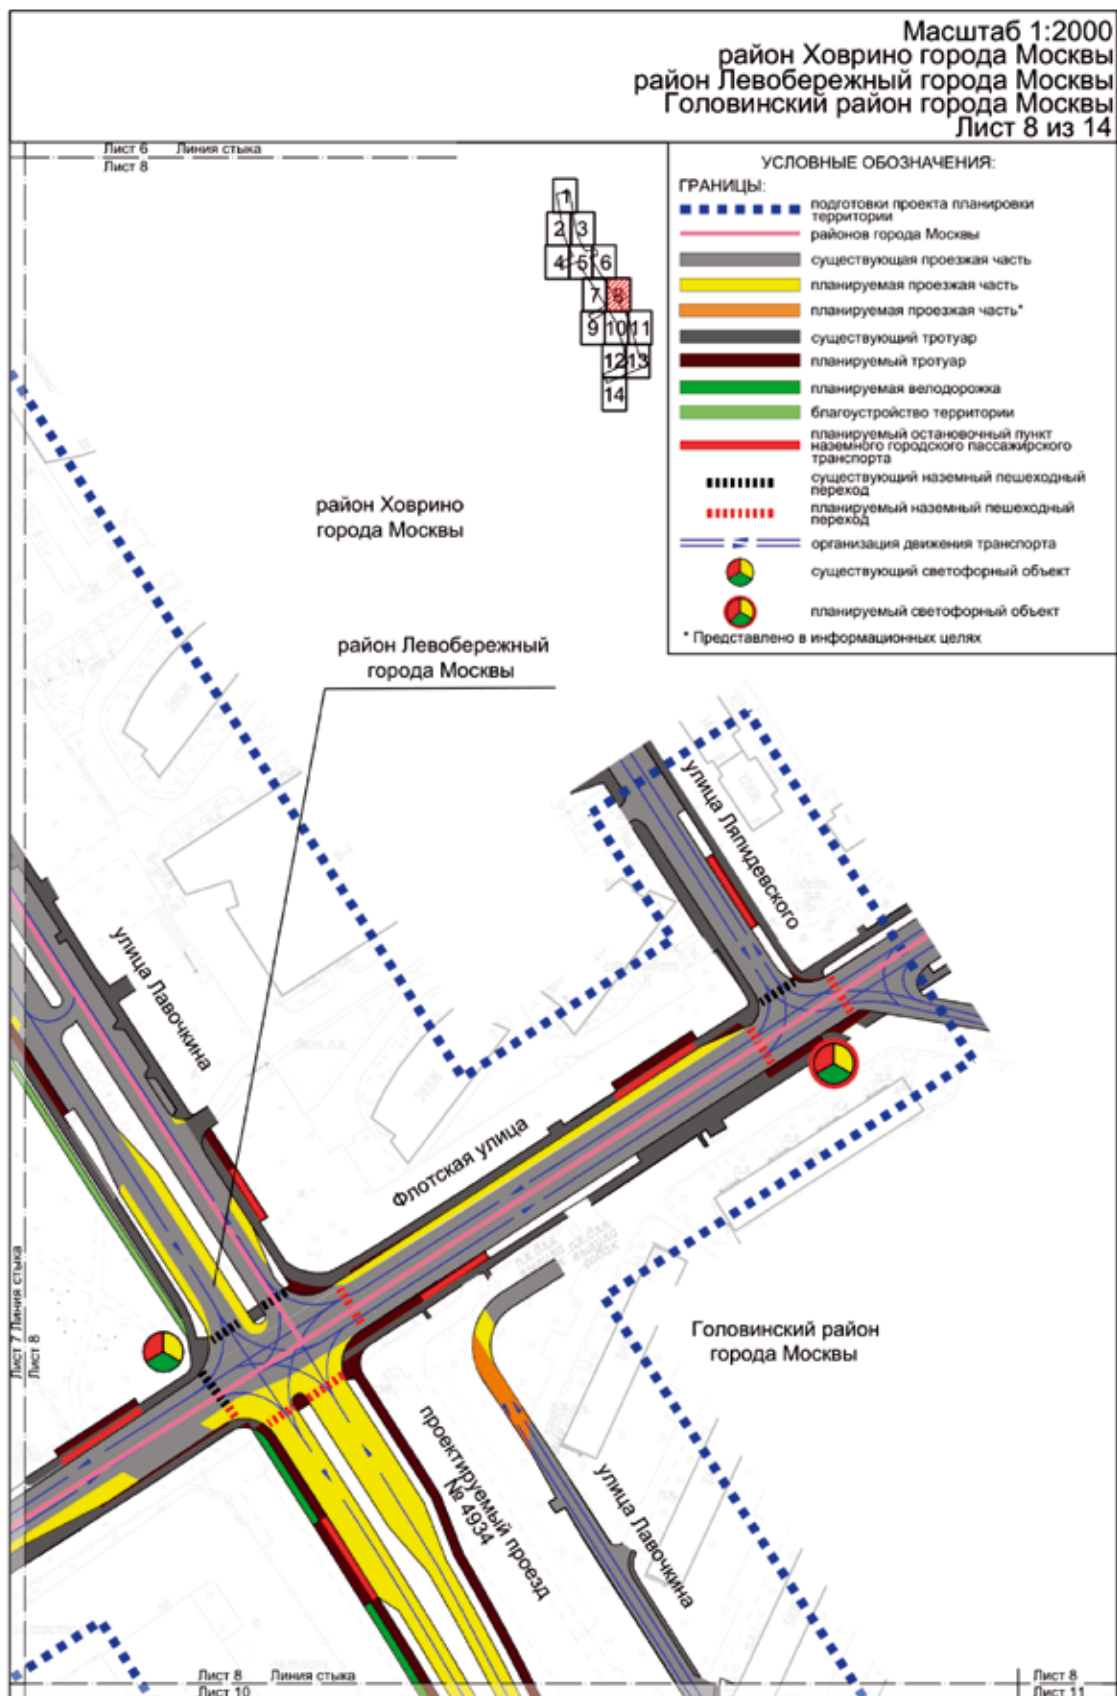 Масштаб 1:2000
район Ховрино города Москвы
район Левобережный города Москвы
Головинский район города Москвы
Лист 8 из 14
Лист 6 Линия стыка
Лист 8
УСЛОВНЫЕ ОБОЗНАЧЕНИЯ:
ГРАНИЦЫ:
подготовки проекта планировки
территории
районов города Москвы
существующая проезжая часть
планируемая проезжая часть
планируемая проезжая часть*
существующий тротуар
планируемый тротуар
планируемая велодорожка
благоустройство территории
планируемый остановочный пункт
наземного городского пассажирского
транспорта
существующий наземный пешеходный
переход
планируемый наземный пешеходный
переход
организация движения транспорта
существующий светофорный объект
планируемый светофорный объект
* Представлено в информационных целях
1
2 3
4 5 6
7 8
9 10 11
12 13
14
район Ховрино
города Москвы
район Левобережный
города Москвы
улица Ляпидевского
улица Лавочкина
Флотская улица
Головинский район
города Москвы
проектируемый проезд
№ 4934
улица Лавочкина
Лист 7 Линия стыка
Лист 8
Лист 8 Линия стыка
Лист 10
Лист 8
Лист 11